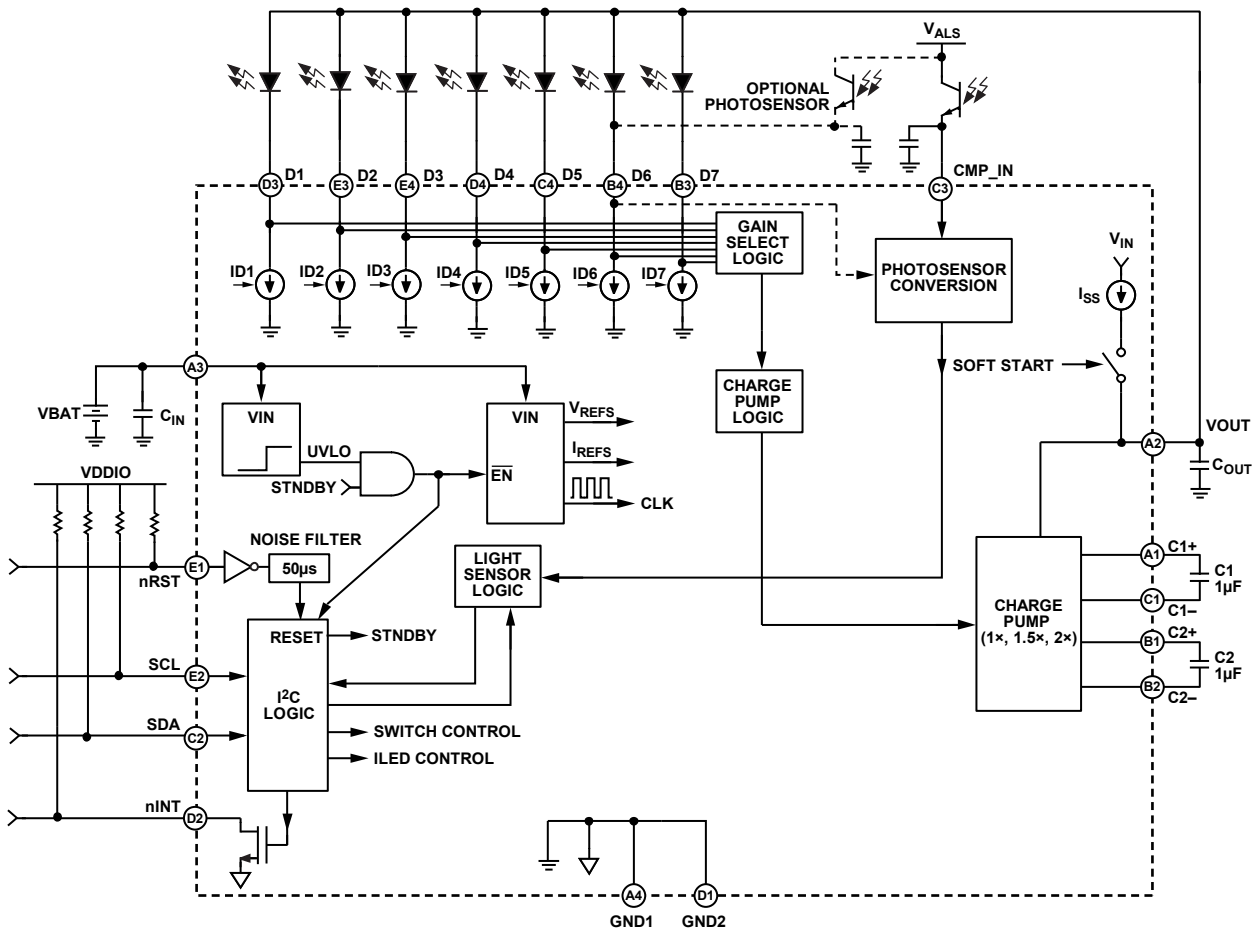 VALS
OPTIONAL
PHOTOSENSOR
D3 D1
E3 D2
E4 D3
D4 D4
C4 D5
B4 D6
B3 D7
C3 CMP_IN
GAIN
SELECT
LOGIC
PHOTOSENSOR
CONVERSION
VIN
ISS
ID1
ID2
ID3
ID4
ID5
ID6
ID7
SOFT START
A3
VBAT
CIN
VIN
UVLO
STNDBY
VIN
EN
VREFS
IREFS
CLK
CHARGE
PUMP
LOGIC
A2
VOUT
COUT
VDDIO
E1
nRST
NOISE FILTER
50µs
LIGHT
SENSOR
LOGIC
CHARGE
PUMP
(1×, 1.5×, 2×)
A1 C1+
C1
1µF
C1 C1–
B1 C2+
C2
1µF
B2 C2–
RESET
STNDBY
SCL
E2
I2C
LOGIC
SDA
C2
SWITCH CONTROL
ILED CONTROL
nINT
D2
A4
D1
GND1
GND2